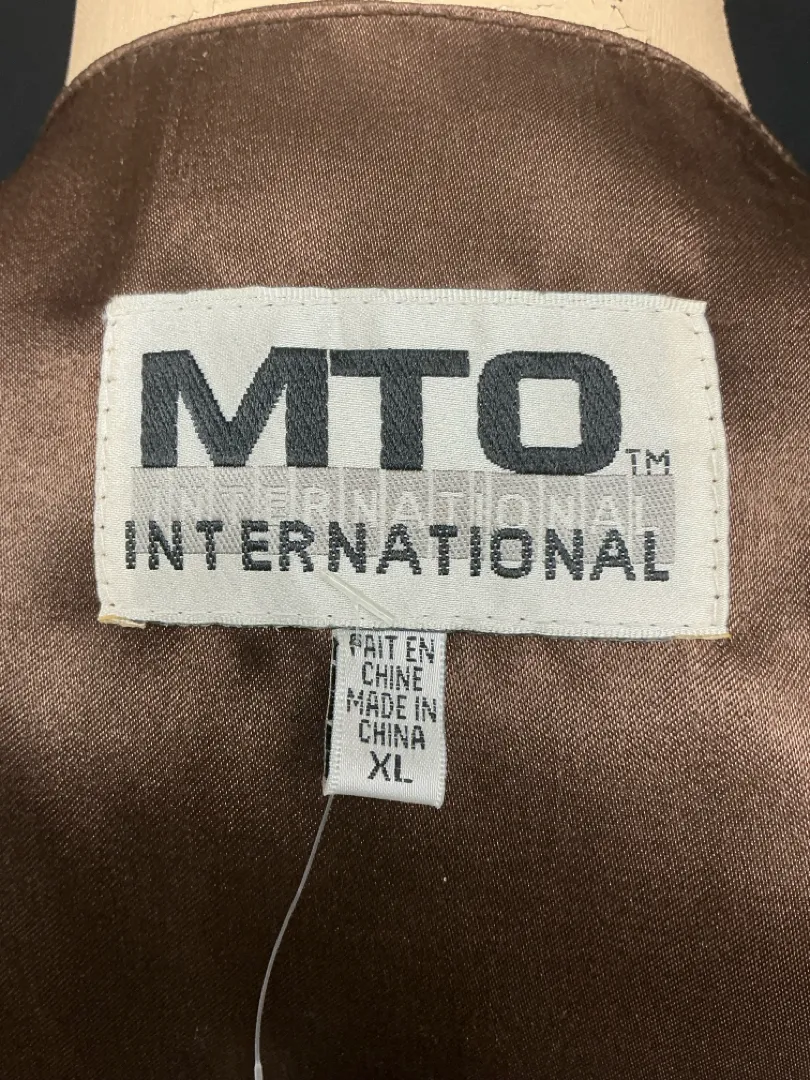 MTO™
INTERNATIONAL
INTERNATIONAL
FAIT EN
CHINE
MADE IN
CHINA
XL